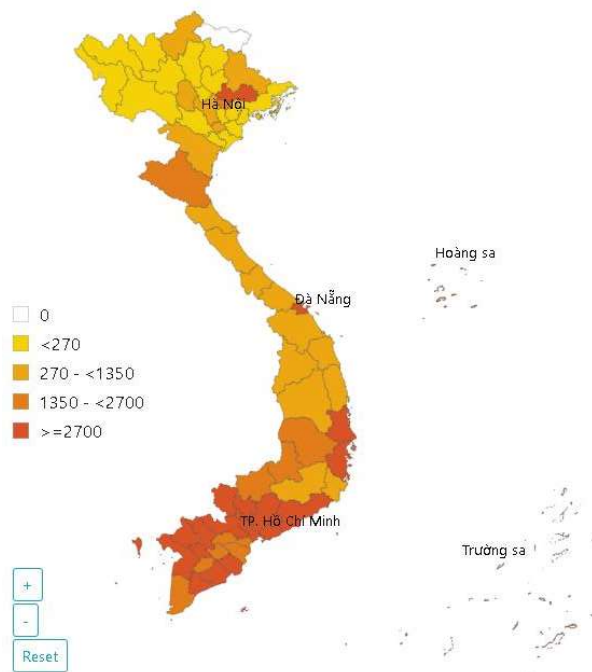 Hà Nội
Hoàng sa
Đà Nẵng
0
<270
270 - <1350
1350 - <2700
>=2700
TP. Hồ Chí Minh
Trường sa
+
-
Reset